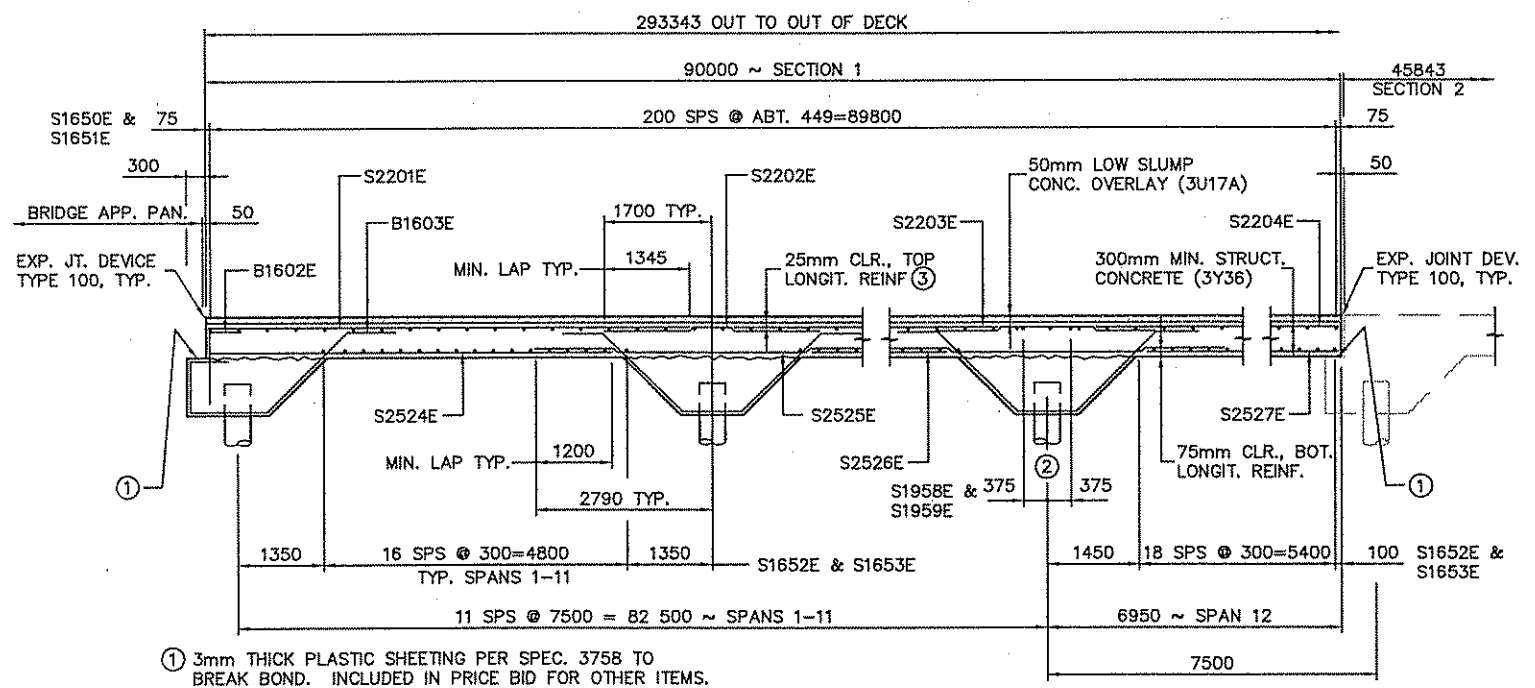 293343 OUT TO OUT OF DECK
90000 ~ SECTION 1
45843
SECTION 2
S1650E &
S1651E
75
200 SPS @ ABT. 449=89800
75
300
S2201E
S2202E
50mm LOW SLUMP
CONC. OVERLAY (3U17A)
50
BRIDGE APP. PAN.
50
B1603E
1700 TYP.
S2203E
S2204E
EXP. JT. DEVICE
TYPE 100, TYP.
B1602E
MIN. LAP TYP.
1345
25mm CLR., TOP
LONGIT. REINF ③
300mm MIN. STRUCT.
CONCRETE (3Y36)
EXP. JOINT DEV.
TYPE 100, TYP.
S2524E
S2525E
S2527E
①
MIN. LAP TYP.
1200
S2526E
②
75mm CLR., BOT.
LONGIT. REINF.
①
2790 TYP.
S1958E &
S1959E
375
375
1350
16 SPS @ 300=4800
TYP. SPANS 1-11
1350
S1652E & S1653E
1450
18 SPS @ 300=5400
100
S1652E &
S1653E
11 SPS @ 7500 = 82 500 ~ SPANS 1-11
6950 ~ SPAN 12
7500
① 3mm THICK PLASTIC SHEETING PER SPEC. 3758 TO
BREAK BOND. INCLUDED IN PRICE BID FOR OTHER ITEMS.